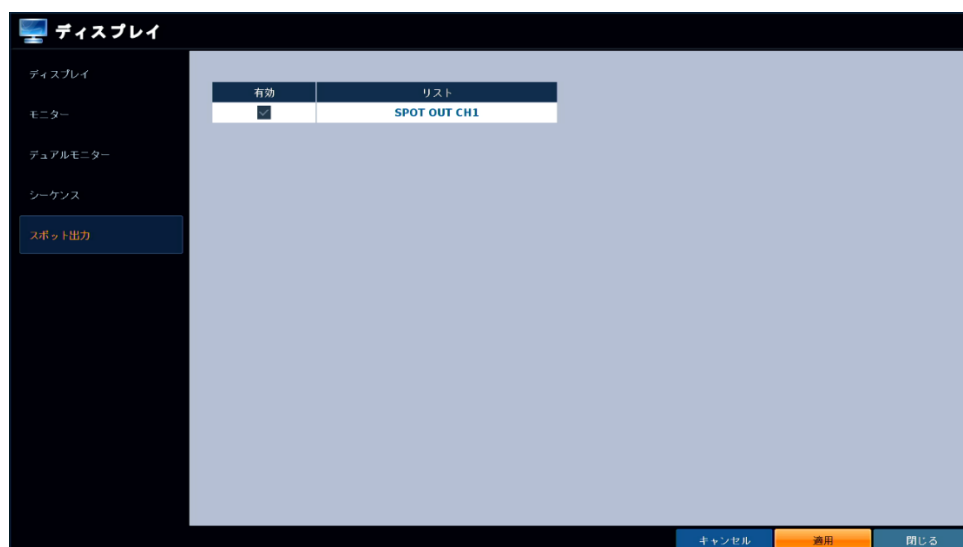 ディスプレイ
ディスプレイ
モニター
デュアルモニター
シーケンス
スポット出力
有効 リスト
SPOT OUT CH1
キャンセル 適用 閉じる